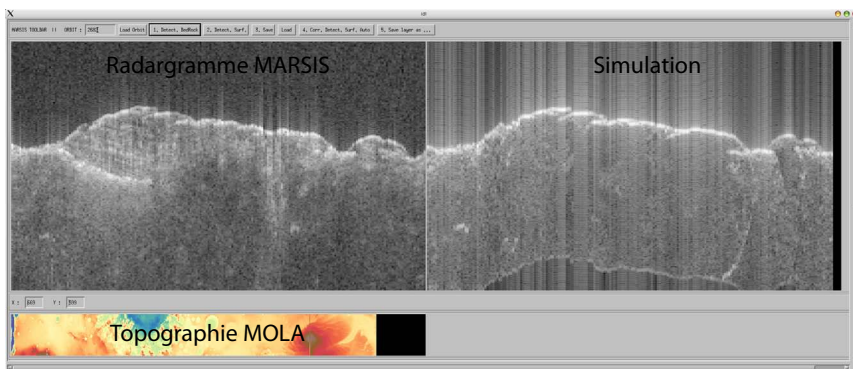 X
MARSIS TOOLBAR || ORBIT : Load Orbit 1. Detect. BedRock 2. Detect. Surf. 3. Save Load 4. Corr. Detect. Surf. Auto 5. Save layer as ...
Radargramme MARSIS Simulation
X : Y :
Topographie MOLA